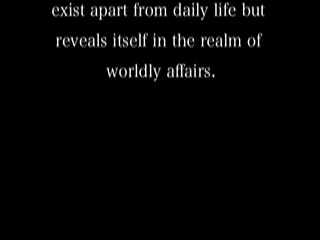 exist apart from daily life but
reveals itself in the realm of
worldly affairs.